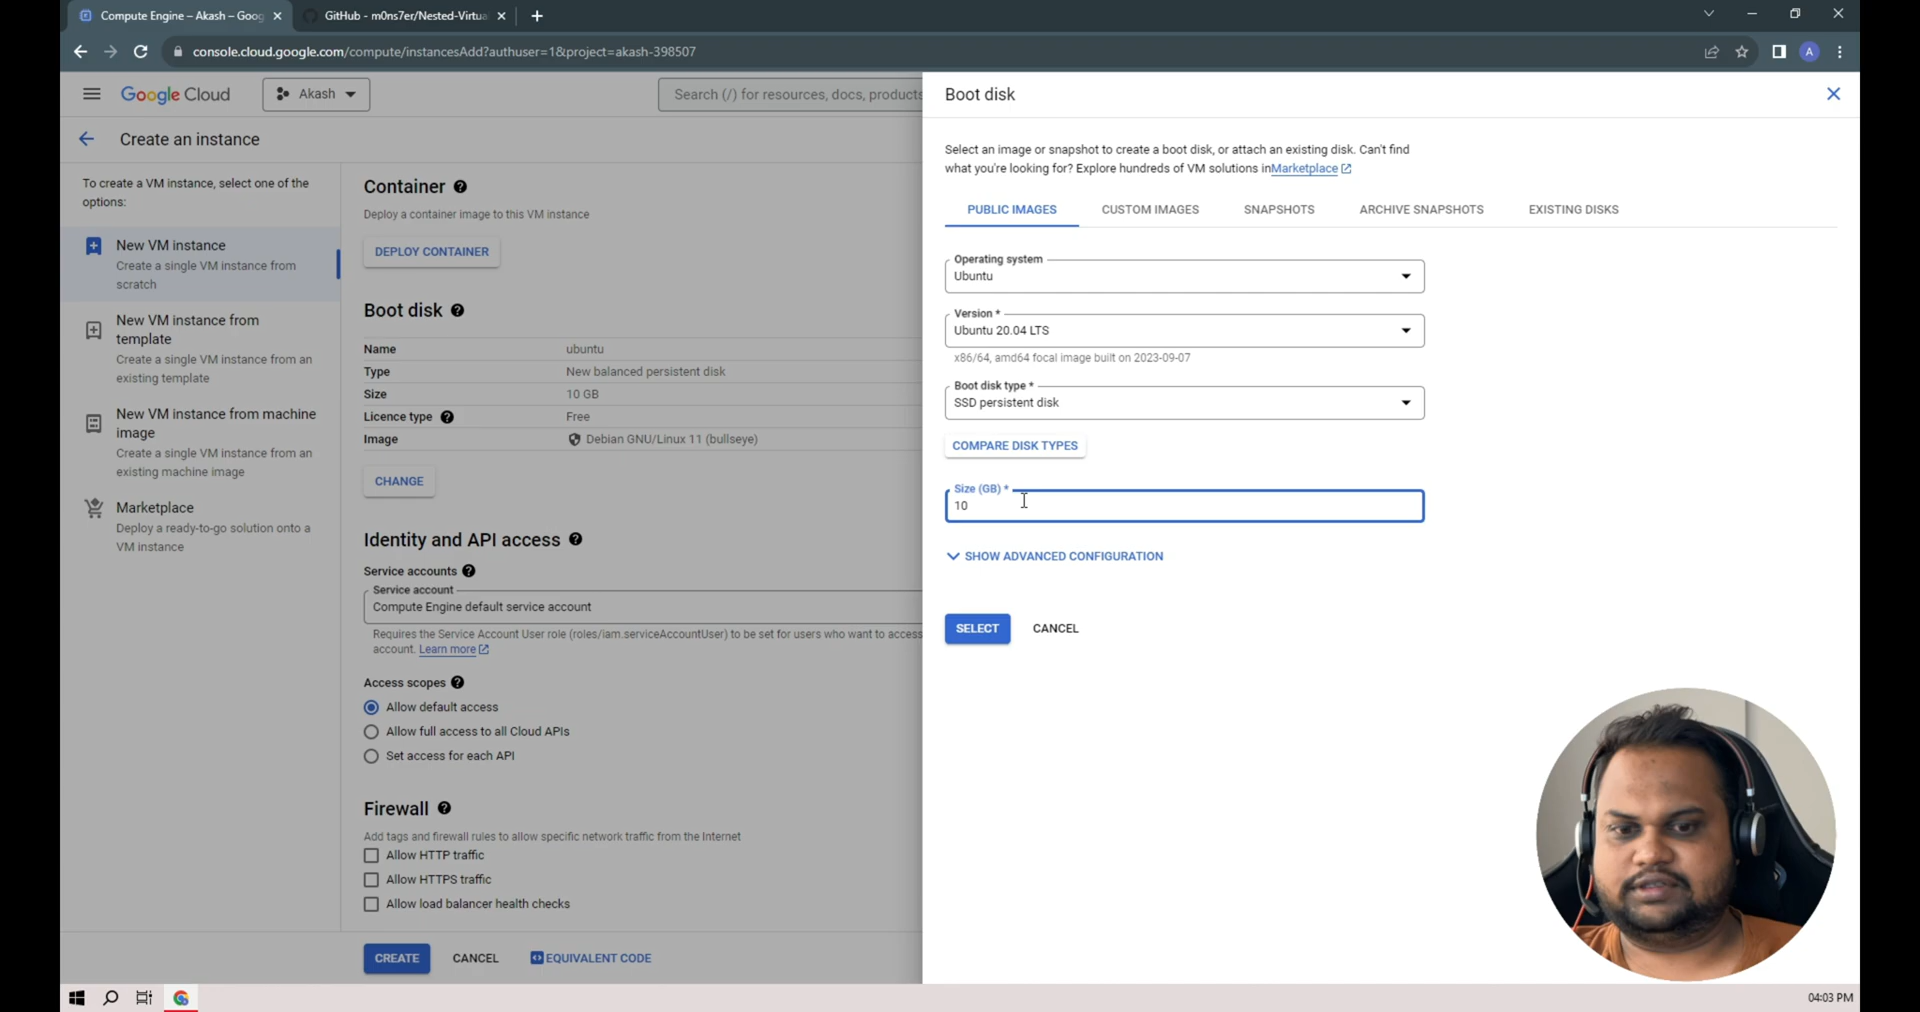 Compute Engine – Akash – Goog
GitHub - m0ns7er/Nested-Virtua
console.cloud.google.com/compute/instancesAdd?authuser=1&project=akash-398507
A
Google Cloud
Akash
Search (/) for resources, docs, products
Create an instance
To create a VM instance, select one of the
options:
New VM instance
Create a single VM instance from
scratch
New VM instance from
template
Create a single VM instance from an
existing template
New VM instance from machine
image
Create a single VM instance from an
existing machine image
Marketplace
Deploy a ready-to-go solution onto a
VM instance
Container
Deploy a container image to this VM instance
DEPLOY CONTAINER
Boot disk
Name ubuntu
Type New balanced persistent disk
Size 10 GB
Licence type Free
Image Debian GNU/Linux 11 (bullseye)
CHANGE
Identity and API access
Service accounts
Service account
Compute Engine default service account
Requires the Service Account User role (roles/iam.serviceAccountUser) to be set for users who want to access
account. Learn more
Access scopes
Allow default access
Allow full access to all Cloud APIs
Set access for each API
Firewall
Add tags and firewall rules to allow specific network traffic from the Internet
Allow HTTP traffic
Allow HTTPS traffic
Allow load balancer health checks
CREATE CANCEL EQUIVALENT CODE
Boot disk
Select an image or snapshot to create a boot disk, or attach an existing disk. Can't find
what you're looking for? Explore hundreds of VM solutions inMarketplace
PUBLIC IMAGES CUSTOM IMAGES SNAPSHOTS ARCHIVE SNAPSHOTS EXISTING DISKS
Operating system
Ubuntu
Version *
Ubuntu 20.04 LTS
x86/64, amd64 focal image built on 2023-09-07
Boot disk type *
SSD persistent disk
COMPARE DISK TYPES
Size (GB) *
10
SHOW ADVANCED CONFIGURATION
SELECT CANCEL
04:03 PM